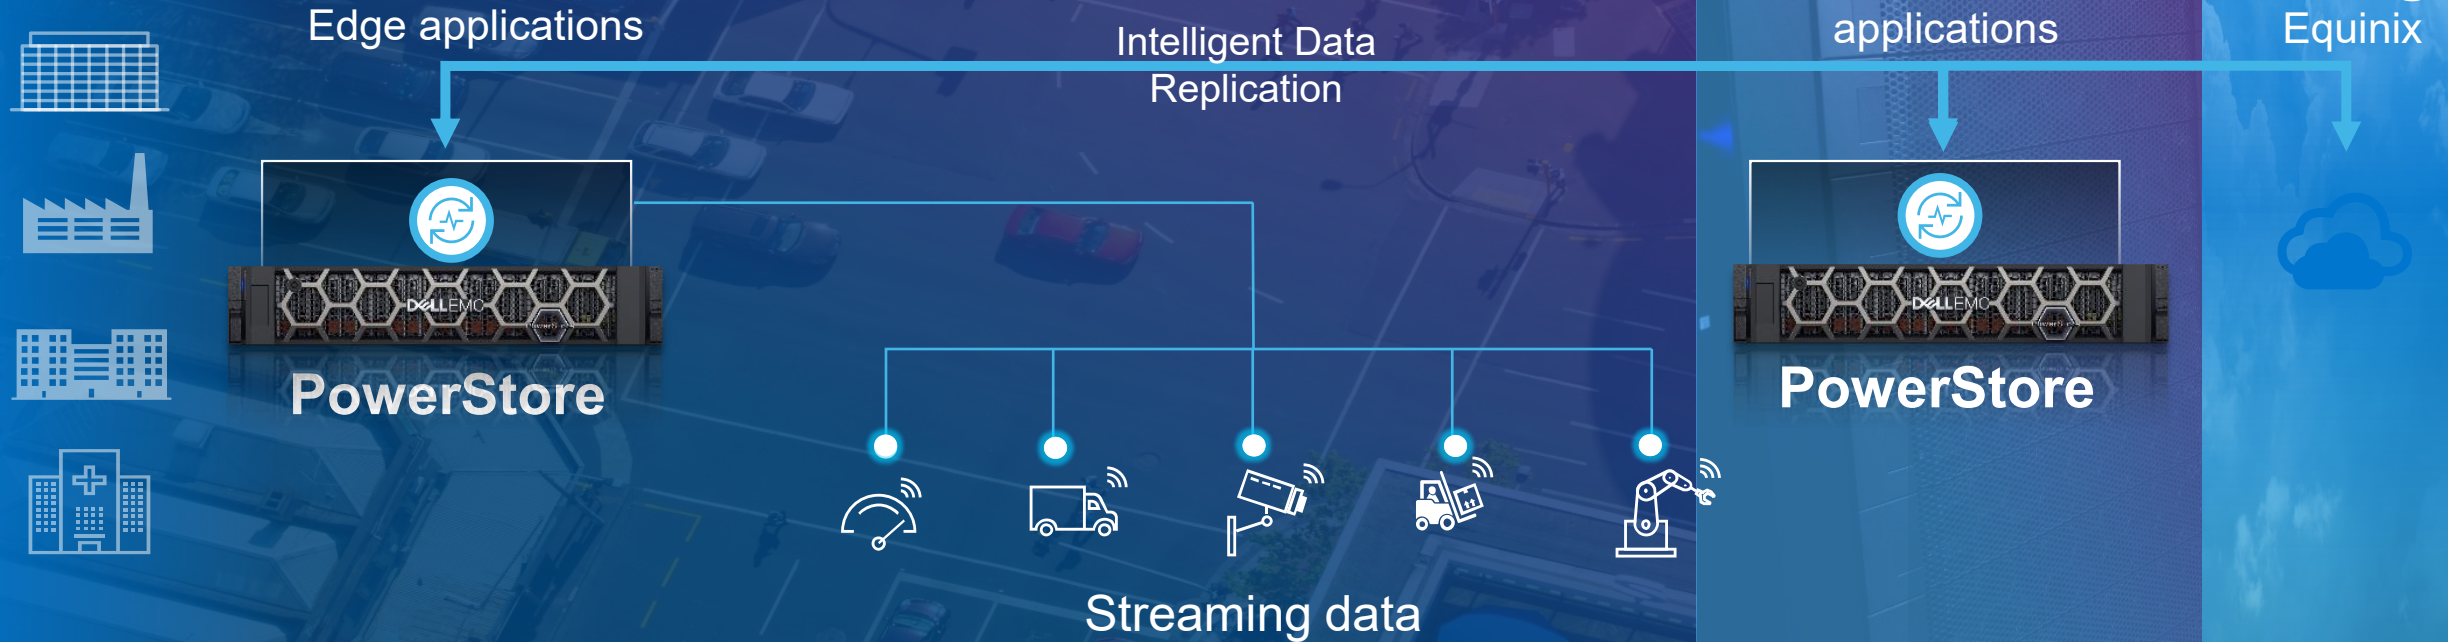 Edge applications
Intelligent Data
Replication
applications
Equinix
DELLEMC
PowerStore
DELLEMC
PowerStore
Streaming data